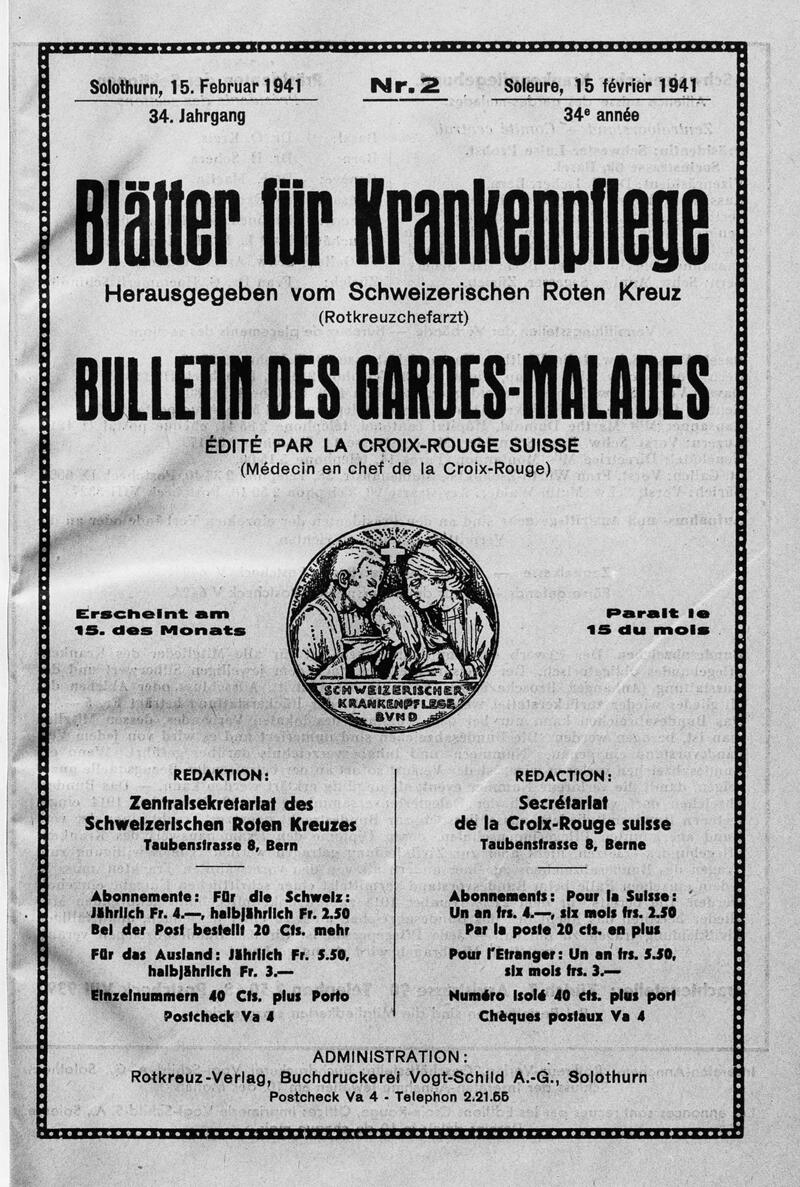 Solothurn, 15. Februar 1941
34. Jahrgang
Nr. 2
Soleure, 15 février 1941
34e année
Blätter für Krankenpflege
Herausgegeben vom Schweizerischen Roten Kreuz
(Rotkreuzchefarzt)
BULLETIN DES GARDES-MALADES
ÉDITÉ PAR LA CROIX-ROUGE SUISSE
(Médecin en chef de la Croix-Rouge)
Erscheint am
15. des Monats
SCHWEIZERISCHER
KRANKENPFLEGE
BVND
Parait le
15 du mois
REDAKTION:
Zentralsekretariat des
Schweizerischen Roten Kreuzes
Taubenstrasse 8, Bern
Abonnemente: Für die Schweiz:
Jährlich Fr. 4.—, halbjährlich Fr. 2.50
Bei der Post bestellt 20 Cts. mehr
Für das Ausland: Jährlich Fr. 5.50,
halbjährlich Fr. 3.—
Einzelnummern 40 Cts. plus Porto
Postcheck Va 4
REDACTION:
Secrétariat
de la Croix-Rouge suisse
Taubenstrasse 8, Berne
Abonnements: Pour la Suisse:
Un an frs. 4.—, six mois frs. 2.50
Par la poste 20 cts. en plus
Pour l'Etranger: Un an frs. 5.50,
six mois frs. 3.—
Numéro isolé 40 cts. plus port
Chèques postaux Va 4
ADMINISTRATION:
Rotkreuz-Verlag, Buchdruckerei Vogt-Schild A.-G., Solothurn
Postcheck Va 4 - Telephon 2.21.55